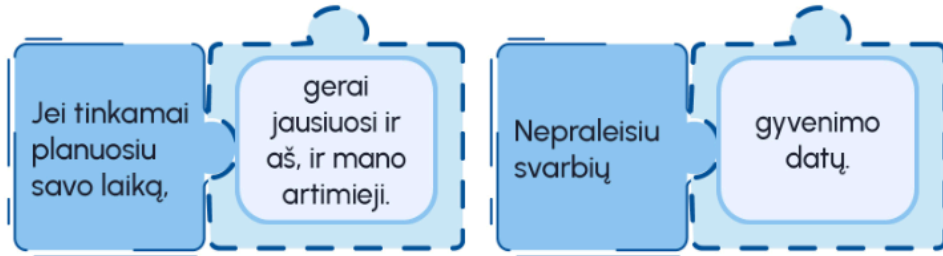 Jei tinkamai
planuosiu
savo laiką,
gerai
jausiuosi ir
aš, ir mano
artimieji.
Nepraleisiu
svarbių
gyvenimo
datų.